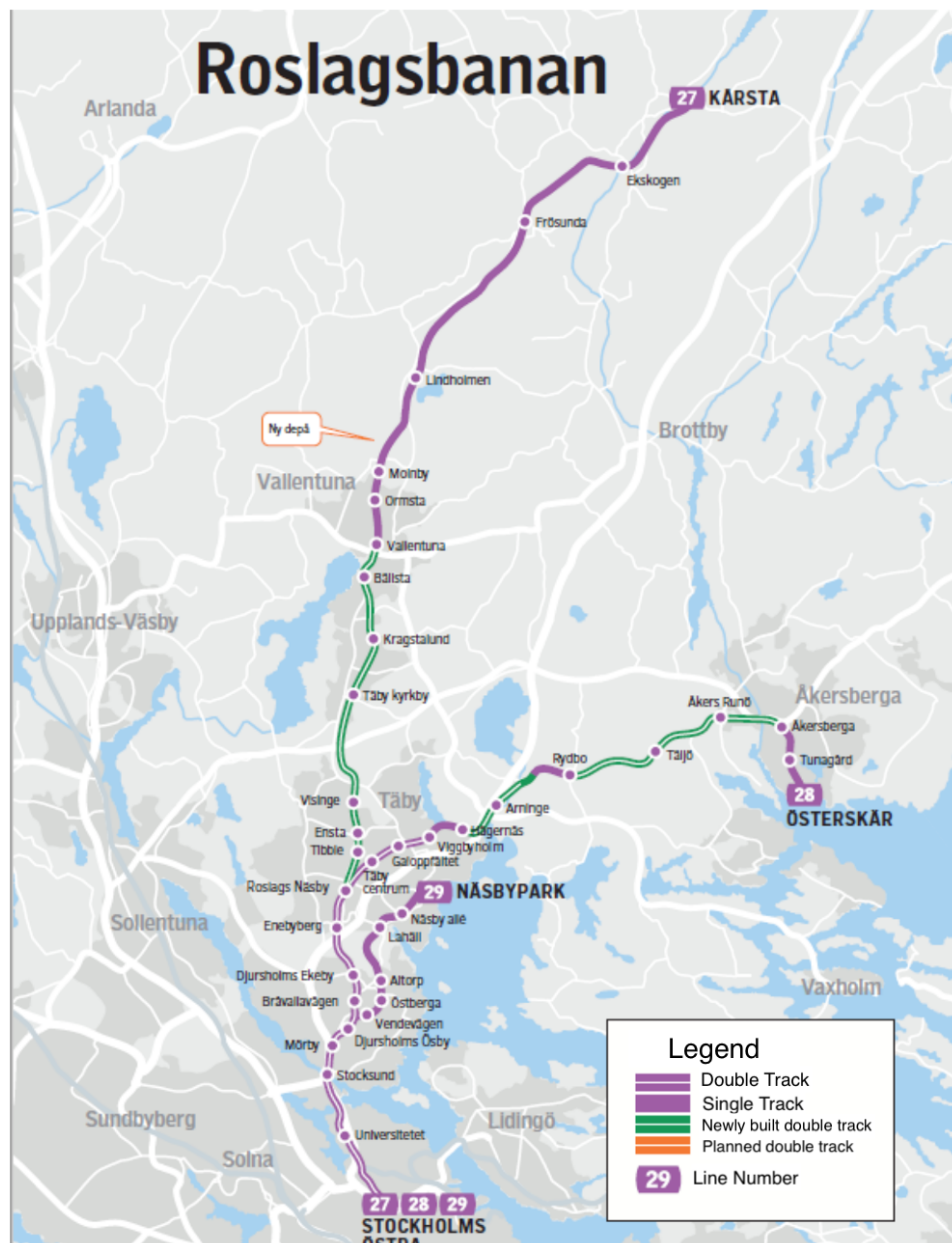 Roslagsbanan
Arlanda
27 KÅRSTA
Ekskogen
Frösunda
Lindholmen
Ny depå
Brottby
Molnby
Vallentuna
Ormsta
Vallentuna
Bällsta
Upplands-Väsby
Kragstalund
Täby kyrkby
Åkersberga
Åkers Runö
Åkersberga
Rydbo
Täljö
Tunagård
28
ÖSTERSKÄR
Visinge
Täby
Arninge
Ensta
Hägernäs
Tibble
Viggbyholm
Galoppfältet
Täby
centrum
Roslags Näsby
29 NÄSBYPARK
Näsby allé
Sollentuna
Enebyberg
Lahäll
Djursholms Ekeby
Altorp
Vaxholm
Bråvallavägen
Östberga
Vendevägen
Djursholms Ösby
Mörby
Stocksund
Sundbyberg
Lidingö
Universitetet
Solna
27 28 29
STOCKHOLMS
ÖSTRA
Legend
Double Track
Single Track
Newly built double track
Planned double track
29 Line Number